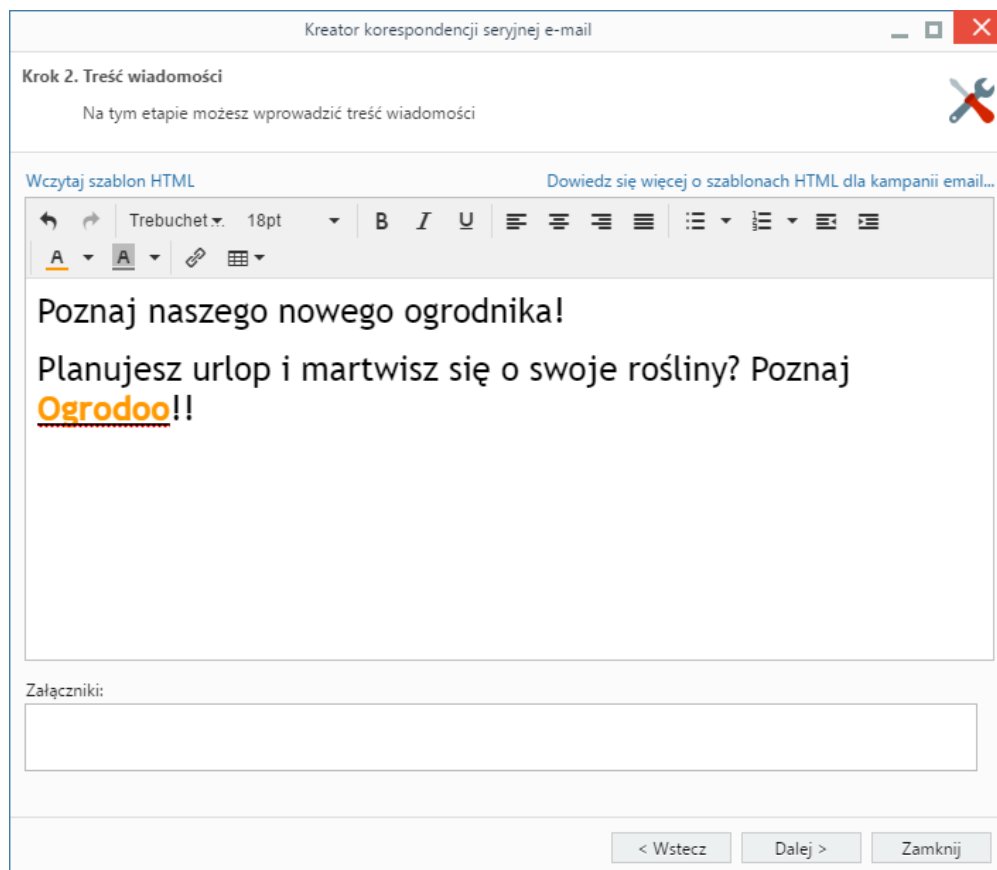 Kreator korespondencji seryjnej e-mail
Krok 2. Treść wiadomości
Na tym etapie możesz wprowadzić treść wiadomości
Wczytaj szablon HTML
Dowiedz się więcej o szablonach HTML dla kampanii email...
Trebuchet ... 18pt B I U
A A
Poznaj naszego nowego ogrodnika!
Planujesz urlop i martwisz się o swoje rośliny? Poznaj
Ogrodoo!!
Załączniki:
< Wstecz Dalej > Zamknij